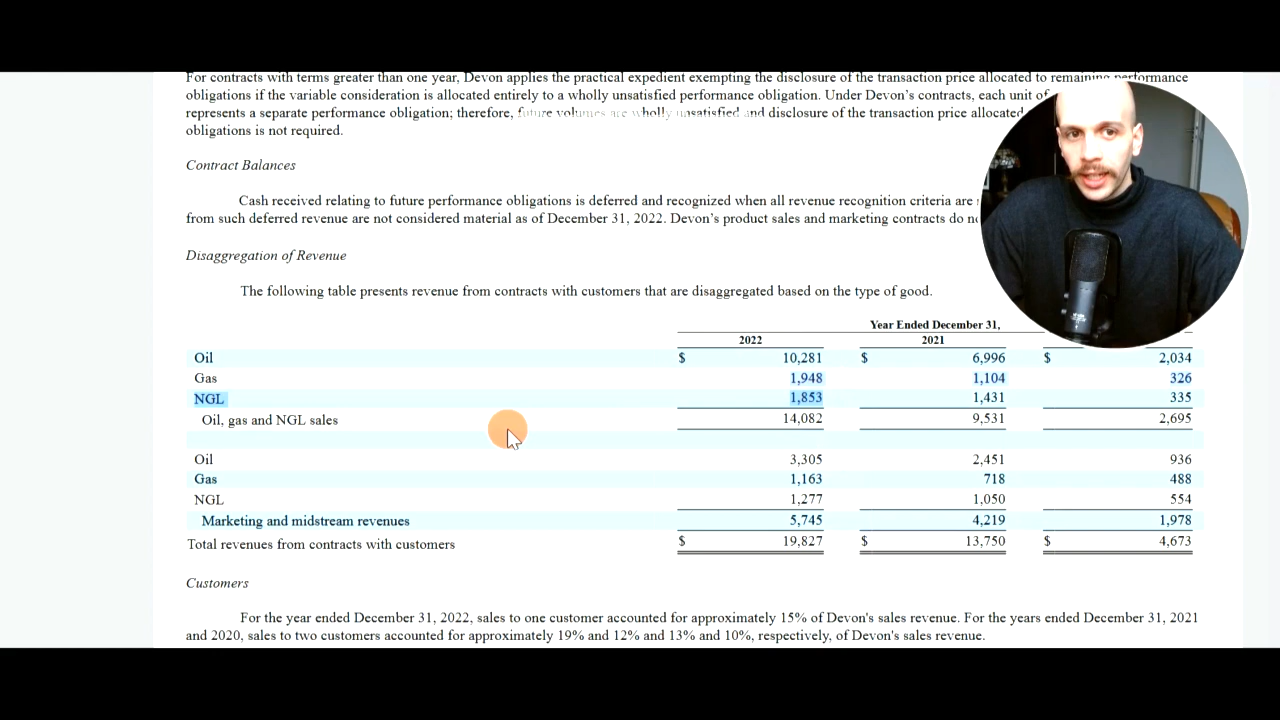 For contracts with terms greater than one year, Devon applies the practical expedient exempting the disclosure of the transaction price allocated to remaining performance
obligations if the variable consideration is allocated entirely to a wholly unsatisfied performance obligation. Under Devon's contracts, each unit of
represents a separate performance obligation; therefore, future volumes are wholly unsatisfied and disclosure of the transaction price allocated
obligations is not required.
Contract Balances
Cash received relating to future performance obligations is deferred and recognized when all revenue recognition criteria are
from such deferred revenue are not considered material as of December 31, 2022. Devon's product sales and marketing contracts do
Disaggregation of Revenue
The following table presents revenue from contracts with customers that are disaggregated based on the type of good.
Year Ended December 31,
2022 2021
Oil $ 10,281 $ 6,996 $ 2,034
Gas 1,948 1,104 326
NGL 1,853 1,431 335
Oil, gas and NGL sales 14,082 9,531 2,695
Oil 3,305 2,451 936
Gas 1,163 718 488
NGL 1,277 1,050 554
Marketing and midstream revenues 5,745 4,219 1,978
Total revenues from contracts with customers $ 19,827 $ 13,750 $ 4,673
Customers
For the year ended December 31, 2022, sales to one customer accounted for approximately 15% of Devon's sales revenue. For the years ended December 31, 2021
and 2020, sales to two customers accounted for approximately 19% and 12% and 13% and 10%, respectively, of Devon's sales revenue.